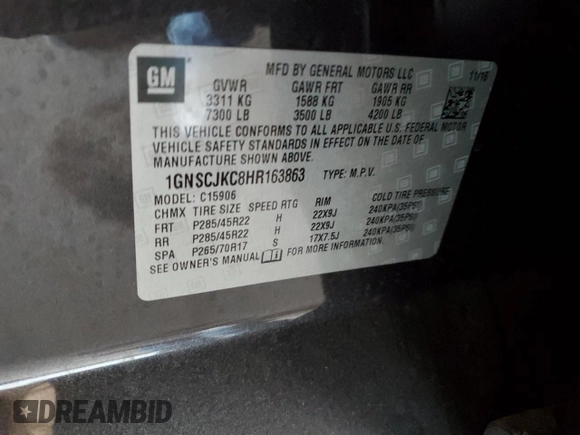 GM
MFD BY GENERAL MOTORS LLC
11/16
GVWR GAWR FRT GAWR RR
3311 KG 1588 KG 1905 KG
7300 LB 3500 LB 4200 LB
THIS VEHICLE CONFORMS TO ALL APPLICABLE U.S. FEDERAL MOTOR
VEHICLE SAFETY STANDARDS IN EFFECT ON THE DATE OF
MANUFACTURE SHOWN ABOVE.
1GNSCJKC8HR163863 TYPE: M.P.V.
MODEL: C15906
CHMX TIRE SIZE SPEED RTG RIM COLD TIRE PRESSURE
FRT P285/45R22 H 22X9J 240KPA(35PSI)
RR P285/45R22 H 22X9J 240KPA(35PSI)
SPA P265/70R17 S 17X7.5J 240KPA(35PSI)
SEE OWNER'S MANUAL FOR MORE INFORMATION.
DREAMBID